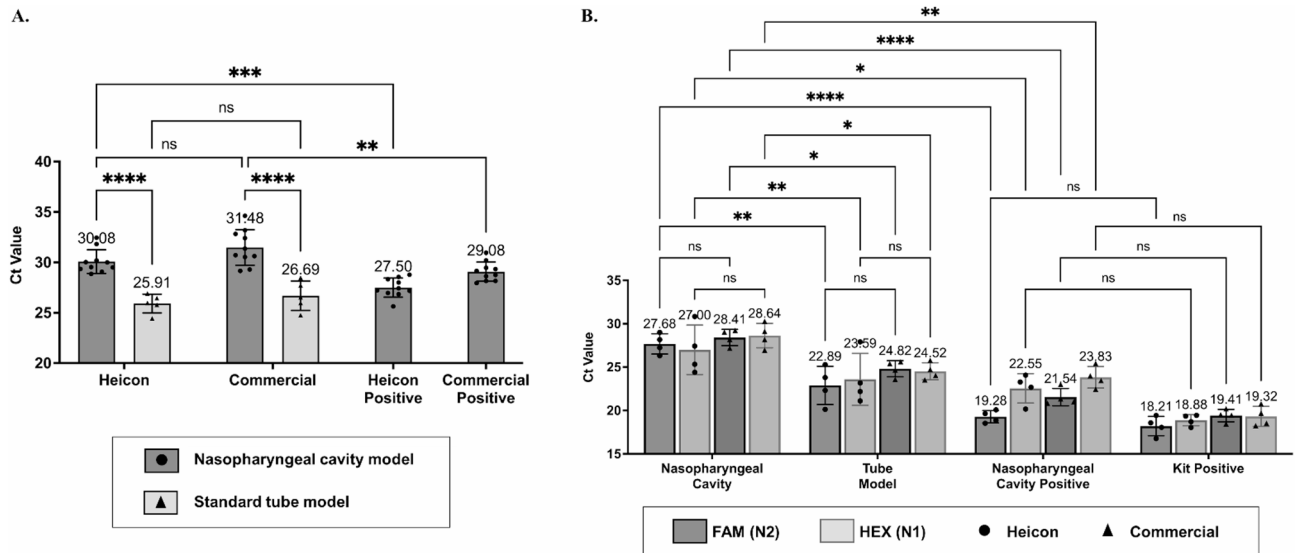 A.
***
ns
ns
**
40
****
****
35
31.48
30.08
29.08
30
27.50
26.69
25.91
25
20
Ct Value
Heicon
Commercial
Heicon Positive
Commercial Positive
Nasopharyngeal cavity model
Standard tube model
B.
**
****
*
****
*
*
**
**
ns
ns
ns
ns
ns
ns
ns
ns
35
30
25
20
15
Ct Value
27.68
27.00
28.41
28.64
22.89
23.59
24.82
24.52
19.28
22.55
21.54
23.83
18.21
18.88
19.41
19.32
Nasopharyngeal Cavity
Tube Model
Nasopharyngeal Cavity Positive
Kit Positive
FAM (N2)
HEX (N1)
Heicon
Commercial